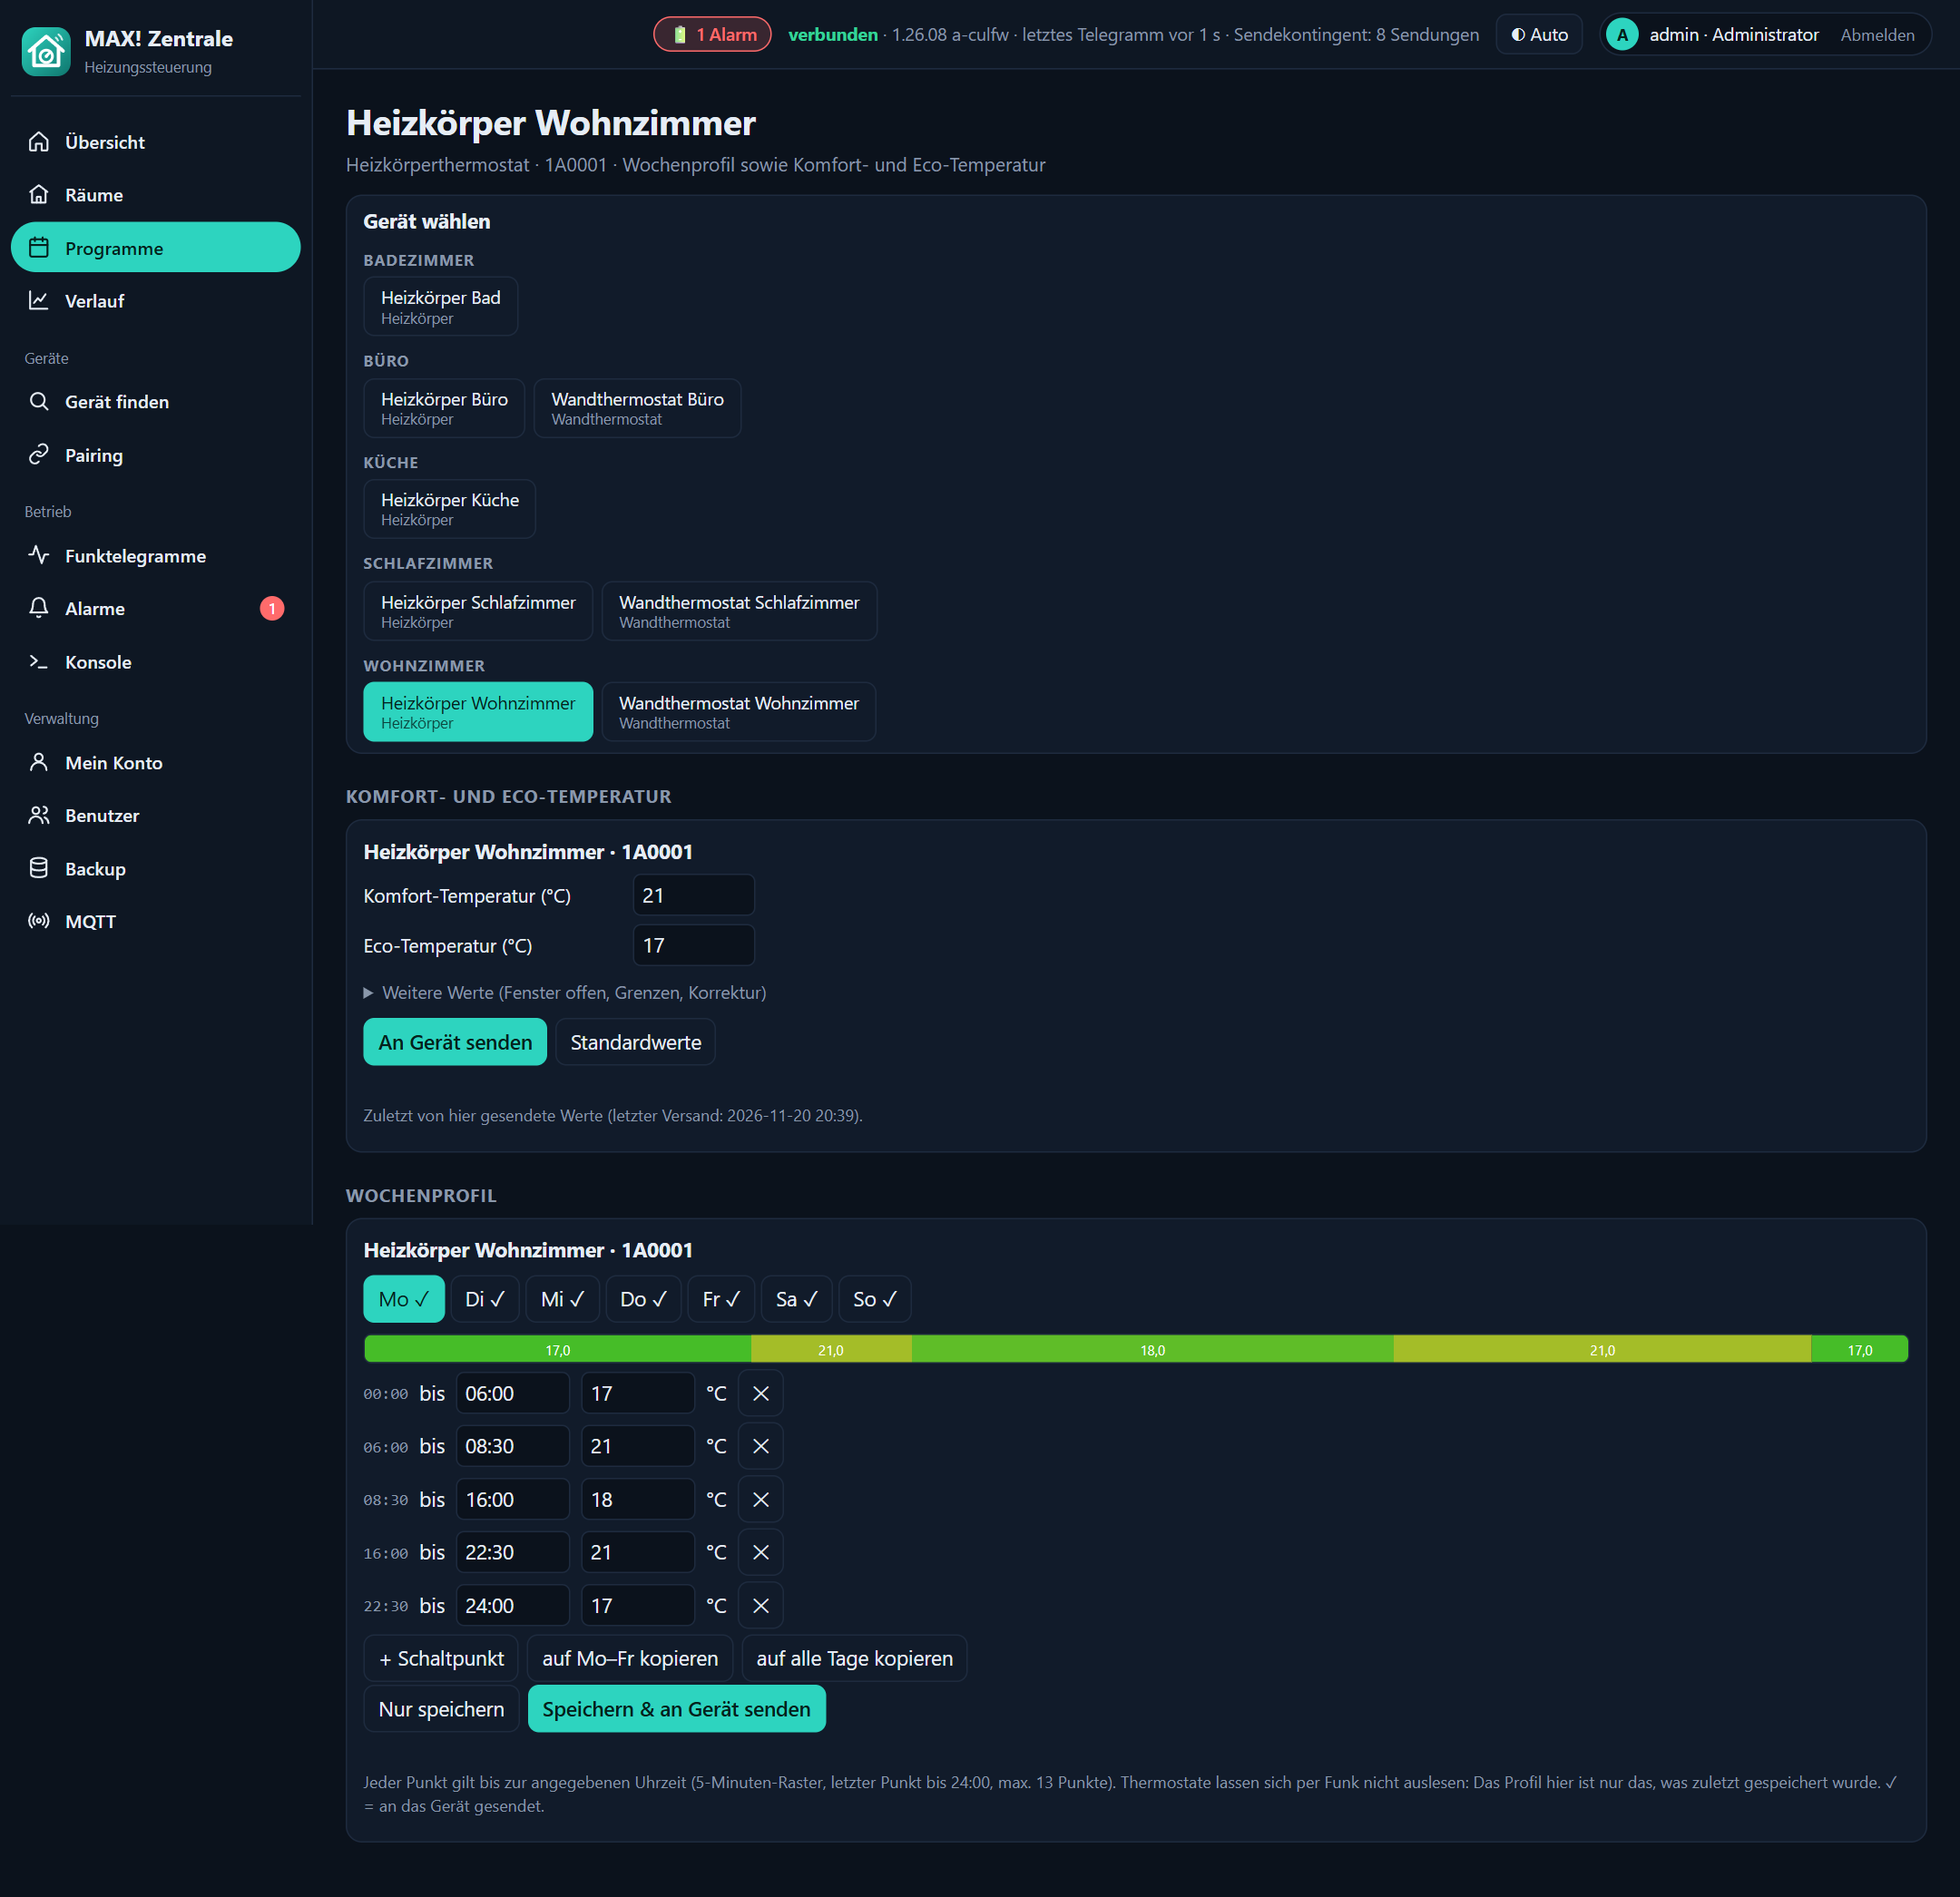 MAX! Zentrale
Heizungssteuerung
Übersicht
Räume
Programme
Verlauf
Geräte
Gerät finden
Pairing
Betrieb
Funktelegramme
Alarme 1
Konsole
Verwaltung
Mein Konto
Benutzer
Backup
MQTT
1 Alarm verbunden · 1.26.08 a-culfw · letztes Telegramm vor 1 s · Sendekontingent: 8 Sendungen Auto A admin · Administrator Abmelden
Heizkörper Wohnzimmer
Heizkörperthermostat · 1A0001 · Wochenprofil sowie Komfort- und Eco-Temperatur
Gerät wählen
BADEZIMMER
Heizkörper Bad
Heizkörper
BÜRO
Heizkörper Büro Wandthermostat Büro
Heizkörper Wandthermostat
KÜCHE
Heizkörper Küche
Heizkörper
SCHLAFZIMMER
Heizkörper Schlafzimmer Wandthermostat Schlafzimmer
Heizkörper Wandthermostat
WOHNZIMMER
Heizkörper Wohnzimmer Wandthermostat Wohnzimmer
Heizkörper Wandthermostat
KOMFORT- UND ECO-TEMPERATUR
Heizkörper Wohnzimmer · 1A0001
Komfort-Temperatur (°C) 21
Eco-Temperatur (°C) 17
▶ Weitere Werte (Fenster offen, Grenzen, Korrektur)
An Gerät senden Standardwerte
Zuletzt von hier gesendete Werte (letzter Versand: 2026-11-20 20:39).
WOCHENPROFIL
Heizkörper Wohnzimmer · 1A0001
Mo ✓ Di ✓ Mi ✓ Do ✓ Fr ✓ Sa ✓ So ✓
17,0 21,0 18,0 21,0 17,0
00:00 bis 06:00 17 °C ✕
06:00 bis 08:30 21 °C ✕
08:30 bis 16:00 18 °C ✕
16:00 bis 22:30 21 °C ✕
22:30 bis 24:00 17 °C ✕
+ Schaltpunkt auf Mo–Fr kopieren auf alle Tage kopieren
Nur speichern Speichern & an Gerät senden
Jeder Punkt gilt bis zur angegebenen Uhrzeit (5-Minuten-Raster, letzter Punkt bis 24:00, max. 13 Punkte). Thermostate lassen sich per Funk nicht auslesen: Das Profil hier ist nur das, was zuletzt gespeichert wurde. ✓
= an das Gerät gesendet.